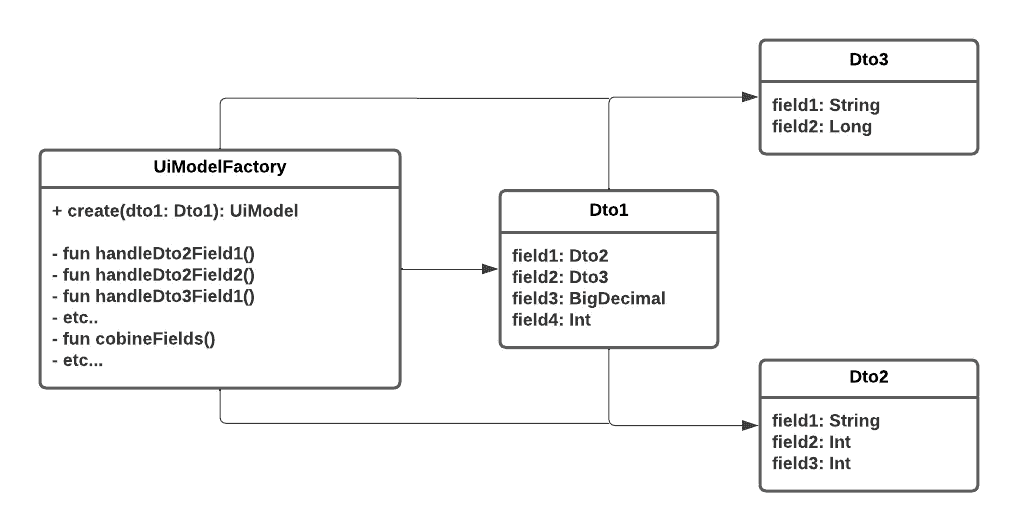 UiModelFactory
+ create(dto1: Dto1): UiModel
- fun handleDto2Field1()
- fun handleDto2Field2()
- fun handleDto3Field1()
- etc..
- fun cobineFields()
- etc...
Dto1
field1: Dto2
field2: Dto3
field3: BigDecimal
field4: Int
Dto3
field1: String
field2: Long
Dto2
field1: String
field2: Int
field3: Int